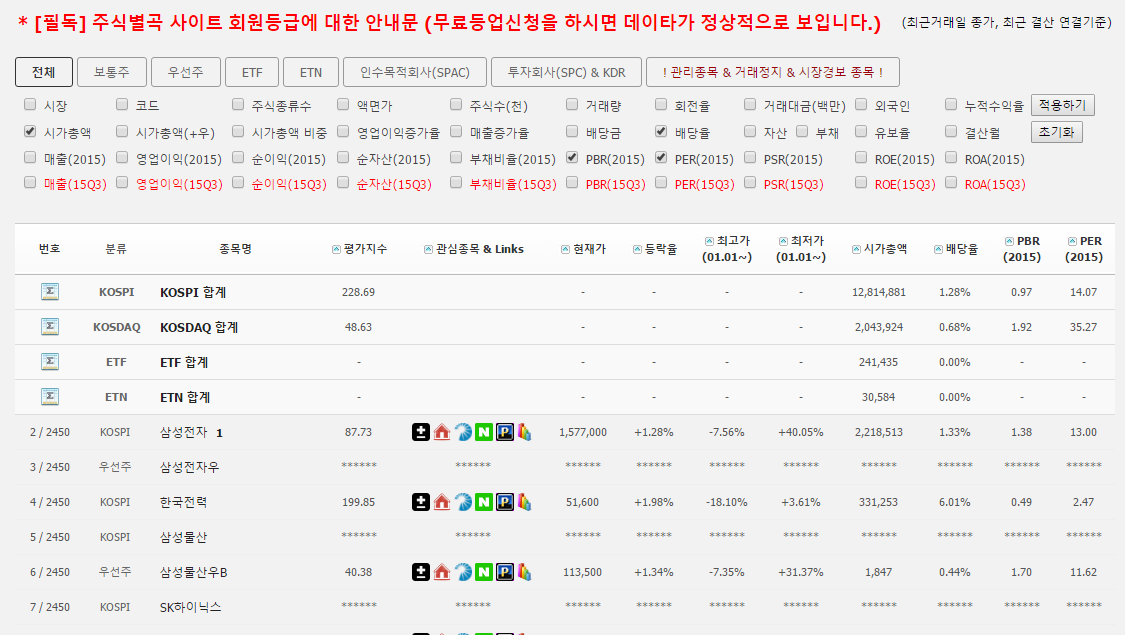 * [필독] 주식별곡 사이트 회원등급에 대한 안내문 (무료등업신청을 하시면 데이타가 정상적으로 보입니다.) (최근거래일 종가, 최근 결산 연결기준)
전체 보통주 우선주 ETF ETN 인수목적회사(SPAC) 투자회사(SPC) & KDR ! 관리종목 & 거래정지 & 시장경보 종목 !
시장 코드 주식종류수 액면가 주식수(천) 거래량 회전율 거래대금(백만) 외국인 누적수익율 적용하기
시가총액 시가총액(+우) 시가총액 비중 영업이익증가율 매출증가율 배당금 배당율 자산 부채 유보율 결산월 초기화
매출(2015) 영업이익(2015) 순이익(2015) 순자산(2015) 부채비율(2015) PBR(2015) PER(2015) PSR(2015) ROE(2015) ROA(2015)
매출(15Q3) 영업이익(15Q3) 순이익(15Q3) 순자산(15Q3) 부채비율(15Q3) PBR(15Q3) PER(15Q3) PSR(15Q3) ROE(15Q3) ROA(15Q3)
번호 분류 종목명 평가지수 관심종목 & Links 현재가 등락율 최고가 (01.01~) 최저가 (01.01~) 시가총액 배당율 PBR (2015) PER (2015)
Σ KOSPI KOSPI 합계 228.69 - - - - 12,814,881 1.28% 0.97 14.07
Σ KOSDAQ KOSDAQ 합계 48.63 - - - - 2,043,924 0.68% 1.92 35.27
Σ ETF ETF 합계 - - - - - 241,435 0.00% - -
Σ ETN ETN 합계 - - - - - 30,584 0.00% - -
2 / 2450 KOSPI 삼성전자 1 87.73 ± N P 1,577,000 +1.28% -7.56% +40.05% 2,218,513 1.33% 1.38 13.00
3 / 2450 우선주 삼성전자우 ****** ****** ****** ****** ****** ****** ****** ****** ****** ******
4 / 2450 KOSPI 한국전력 199.85 ± N P 51,600 +1.98% -18.10% +3.61% 331,253 6.01% 0.49 2.47
5 / 2450 KOSPI 삼성물산 ****** ****** ****** ****** ****** ****** ****** ****** ****** ******
6 / 2450 우선주 삼성물산우B 40.38 ± N P 113,500 +1.34% -7.35% +31.37% 1,847 0.44% 1.70 11.62
7 / 2450 KOSPI SK하이닉스 ****** ****** ****** ****** ****** ****** ****** ****** ****** ******